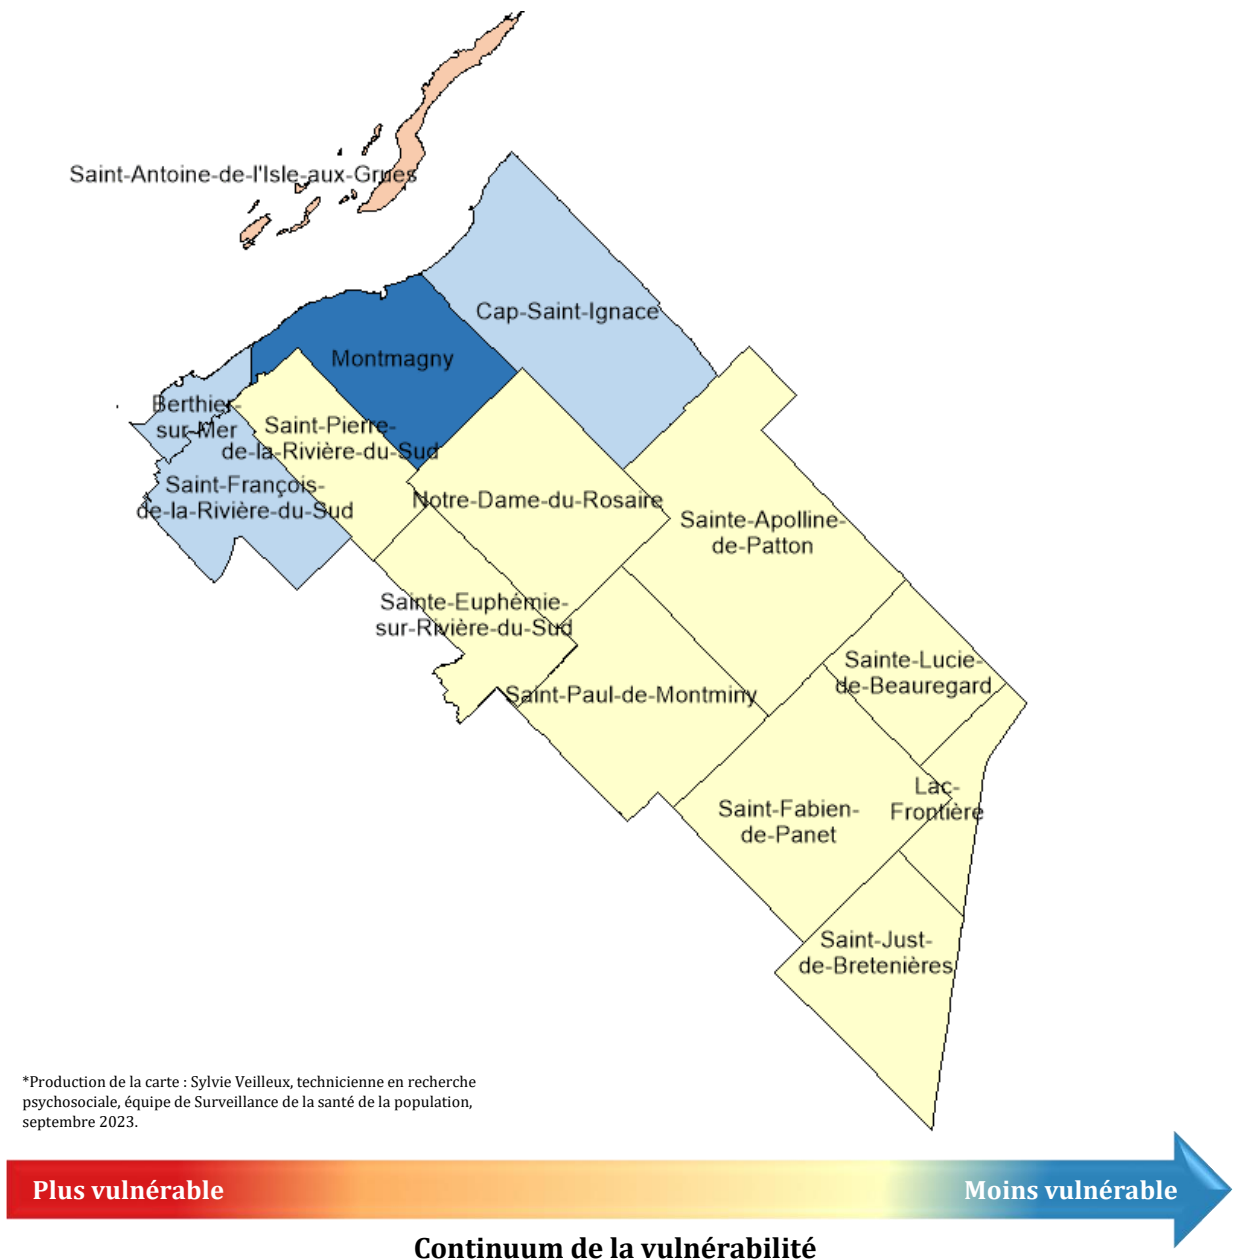 Saint-Antoine-de-l'Isle-aux-Grues
Cap-Saint-Ignace
Montmagny
Berthier-
sur-Mer
Saint-Pierre-
de-la-Rivière-du-Sud
Saint-François-
de-la-Rivière-du-Sud
Notre-Dame-du-Rosaire
Sainte-Apolline-
de-Patton
Sainte-Euphémie-
sur-Rivière-du-Sud
Sainte-Lucie-
de-Beauregard
Saint-Paul-de-Montminy
Lac-
Frontière
Saint-Fabien-
de-Panet
Saint-Just-
de-Bretenières
*Production de la carte : Sylvie Veilleux, technicienne en recherche
psychosociale, équipe de Surveillance de la santé de la population,
septembre 2023.
Plus vulnérable
Moins vulnérable
Continuum de la vulnérabilité